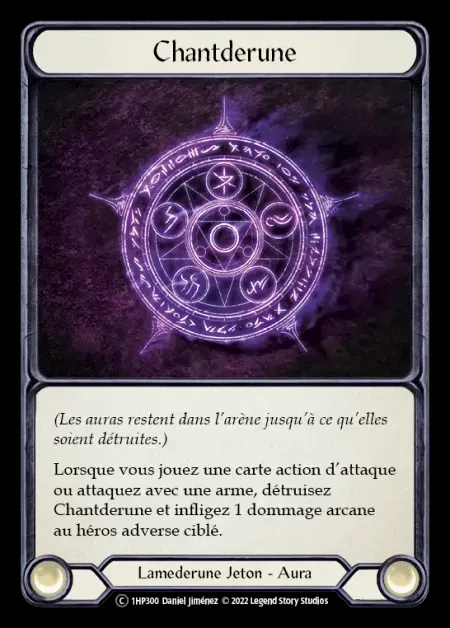 Chantderune
(Les auras restent dans l'arène jusqu'à ce qu'elles
soient détruites.)
Lorsque vous jouez une carte action d'attaque
ou attaquez avec une arme, détruisez
Chantderune et infligez 1 dommage arcane
au héros adverse ciblé.
Lamederune Jeton - Aura
C 1HP300 Daniel Jiménez © 2022 Legend Story Studios